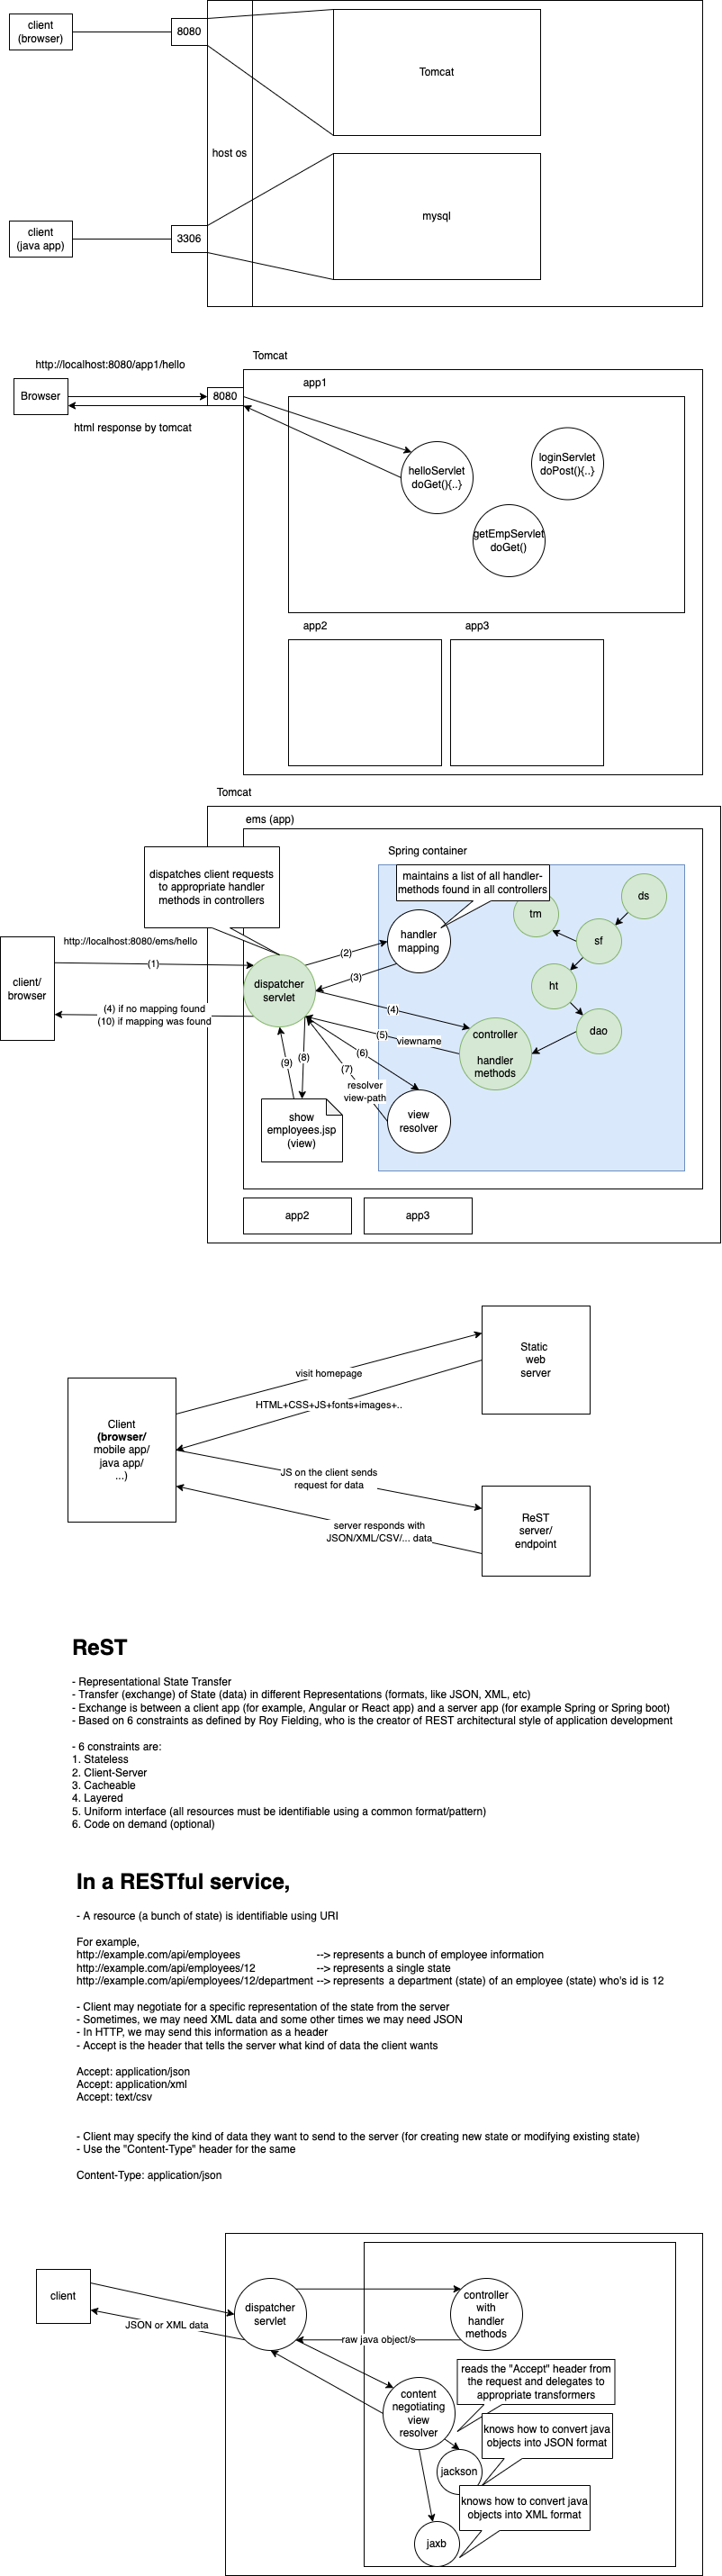 client
(browser)
8080
Tomcat
host os
mysql
client
(java app)
3306
Tomcat
http://localhost:8080/app1/hello
app1
Browser
8080
html response by tomcat
helloServlet
doGet(){..}
loginServlet
doPost(){..}
getEmpServlet
doGet()
app2
app3
Tomcat
ems (app)
Spring container
dispatches client requests
to appropriate handler
methods in controllers
maintains a list of all handler-
methods found in all controllers
ds
tm
sf
handler
mapping
http://localhost:8080/ems/hello
(1)
(2)
(3)
client/
browser
dispatcher
servlet
ht
(4) if no mapping found
(10) if mapping was found
(4)
(5)
viewname
controller
handler
methods
dao
(6)
(7)
(8)
(9)
resolver
view-path
show
employees.jsp
(view)
view
resolver
app2
app3
Static
web
server
visit homepage
HTML+CSS+JS+fonts+images+..
Client
(browser/
mobile app/
java app/
...)
JS on the client sends
request for data
server responds with
JSON/XML/CSV/... data
ReST
server/
endpoint
ReST
- Representational State Transfer
- Transfer (exchange) of State (data) in different Representations (formats, like JSON, XML, etc)
- Exchange is between a client app (for example, Angular or React app) and a server app (for example Spring or Spring boot)
- Based on 6 constraints as defined by Roy Fielding, who is the creator of REST architectural style of application development
- 6 constraints are:
1. Stateless
2. Client-Server
3. Cacheable
4. Layered
5. Uniform interface (all resources must be identifiable using a common format/pattern)
6. Code on demand (optional)
In a RESTful service,
- A resource (a bunch of state) is identifiable using URI
For example,
http://example.com/api/employees --> represents a bunch of employee information
http://example.com/api/employees/12 --> represents a single state
http://example.com/api/employees/12/department --> represents a department (state) of an employee (state) who's id is 12
- Client may negotiate for a specific representation of the state from the server
- Sometimes, we may need XML data and some other times we may need JSON
- In HTTP, we may send this information as a header
- Accept is the header that tells the server what kind of data the client wants
Accept: application/json
Accept: application/xml
Accept: text/csv
- Client may specify the kind of data they want to send to the server (for creating new state or modifying existing state)
- Use the "Content-Type" header for the same
Content-Type: application/json
client
JSON or XML data
dispatcher
servlet
controller
with
handler
methods
raw java object/s
content
negotiating
view
resolver
reads the "Accept" header from
the request and delegates to
appropriate transformers
knows how to convert java
objects into JSON format
jackson
knows how to convert java
objects into XML format
jaxb